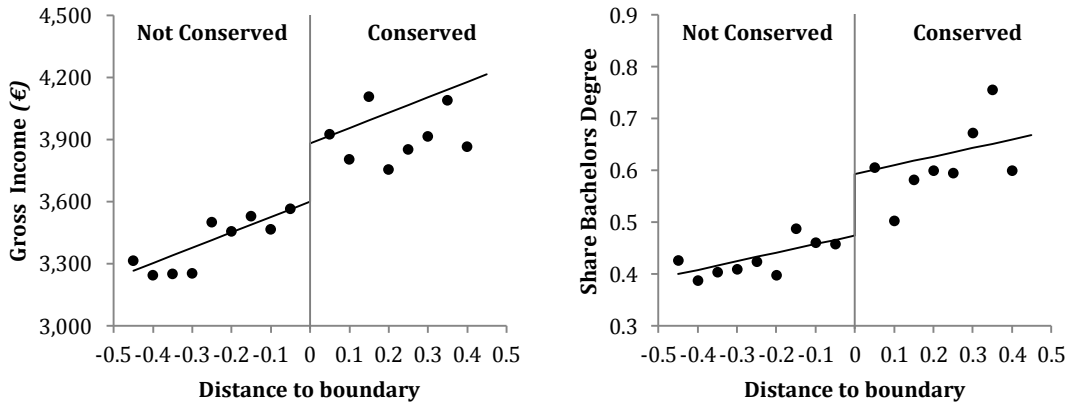 4,500
4,200
3,900
3,600
3,300
3,000
Gross Income (€)
Not Conserved
Conserved
-0.5 -0.4 -0.3 -0.2 -0.1 0 0.1 0.2 0.3 0.4 0.5
Distance to boundary
0.9
0.8
0.7
0.6
0.5
0.4
0.3
Share Bachelors Degree
Not Conserved
Conserved
-0.5 -0.4 -0.3 -0.2 -0.1 0 0.1 0.2 0.3 0.4 0.5
Distance to boundary